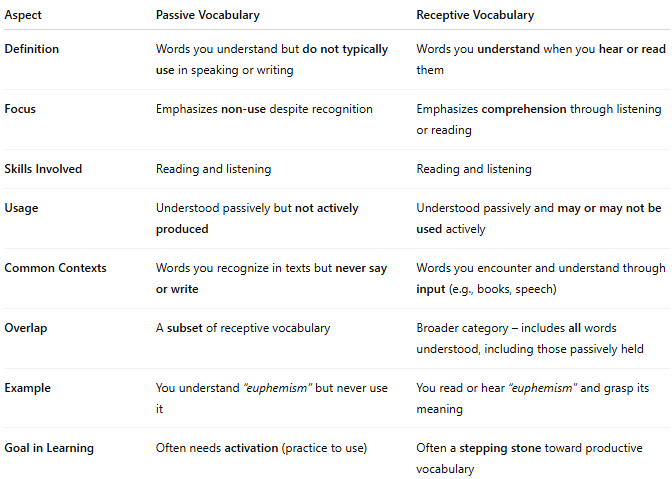 Aspect Passive Vocabulary Receptive Vocabulary
Definition Words you understand but do not typically Words you understand when you hear or read
use in speaking or writing them
Focus Emphasizes non-use despite recognition Emphasizes comprehension through listening
or reading
Skills Involved Reading and listening Reading and listening
Usage Understood passively but not actively Understood passively and may or may not be
produced used actively
Common Contexts Words you recognize in texts but never say Words you encounter and understand through
or write input (e.g., books, speech)
Overlap A subset of receptive vocabulary Broader category – includes all words
understood, including those passively held
Example You understand “euphemism” but never use You read or hear “euphemism” and grasp its
it meaning
Goal in Learning Often needs activation (practice to use) Often a stepping stone toward productive
vocabulary